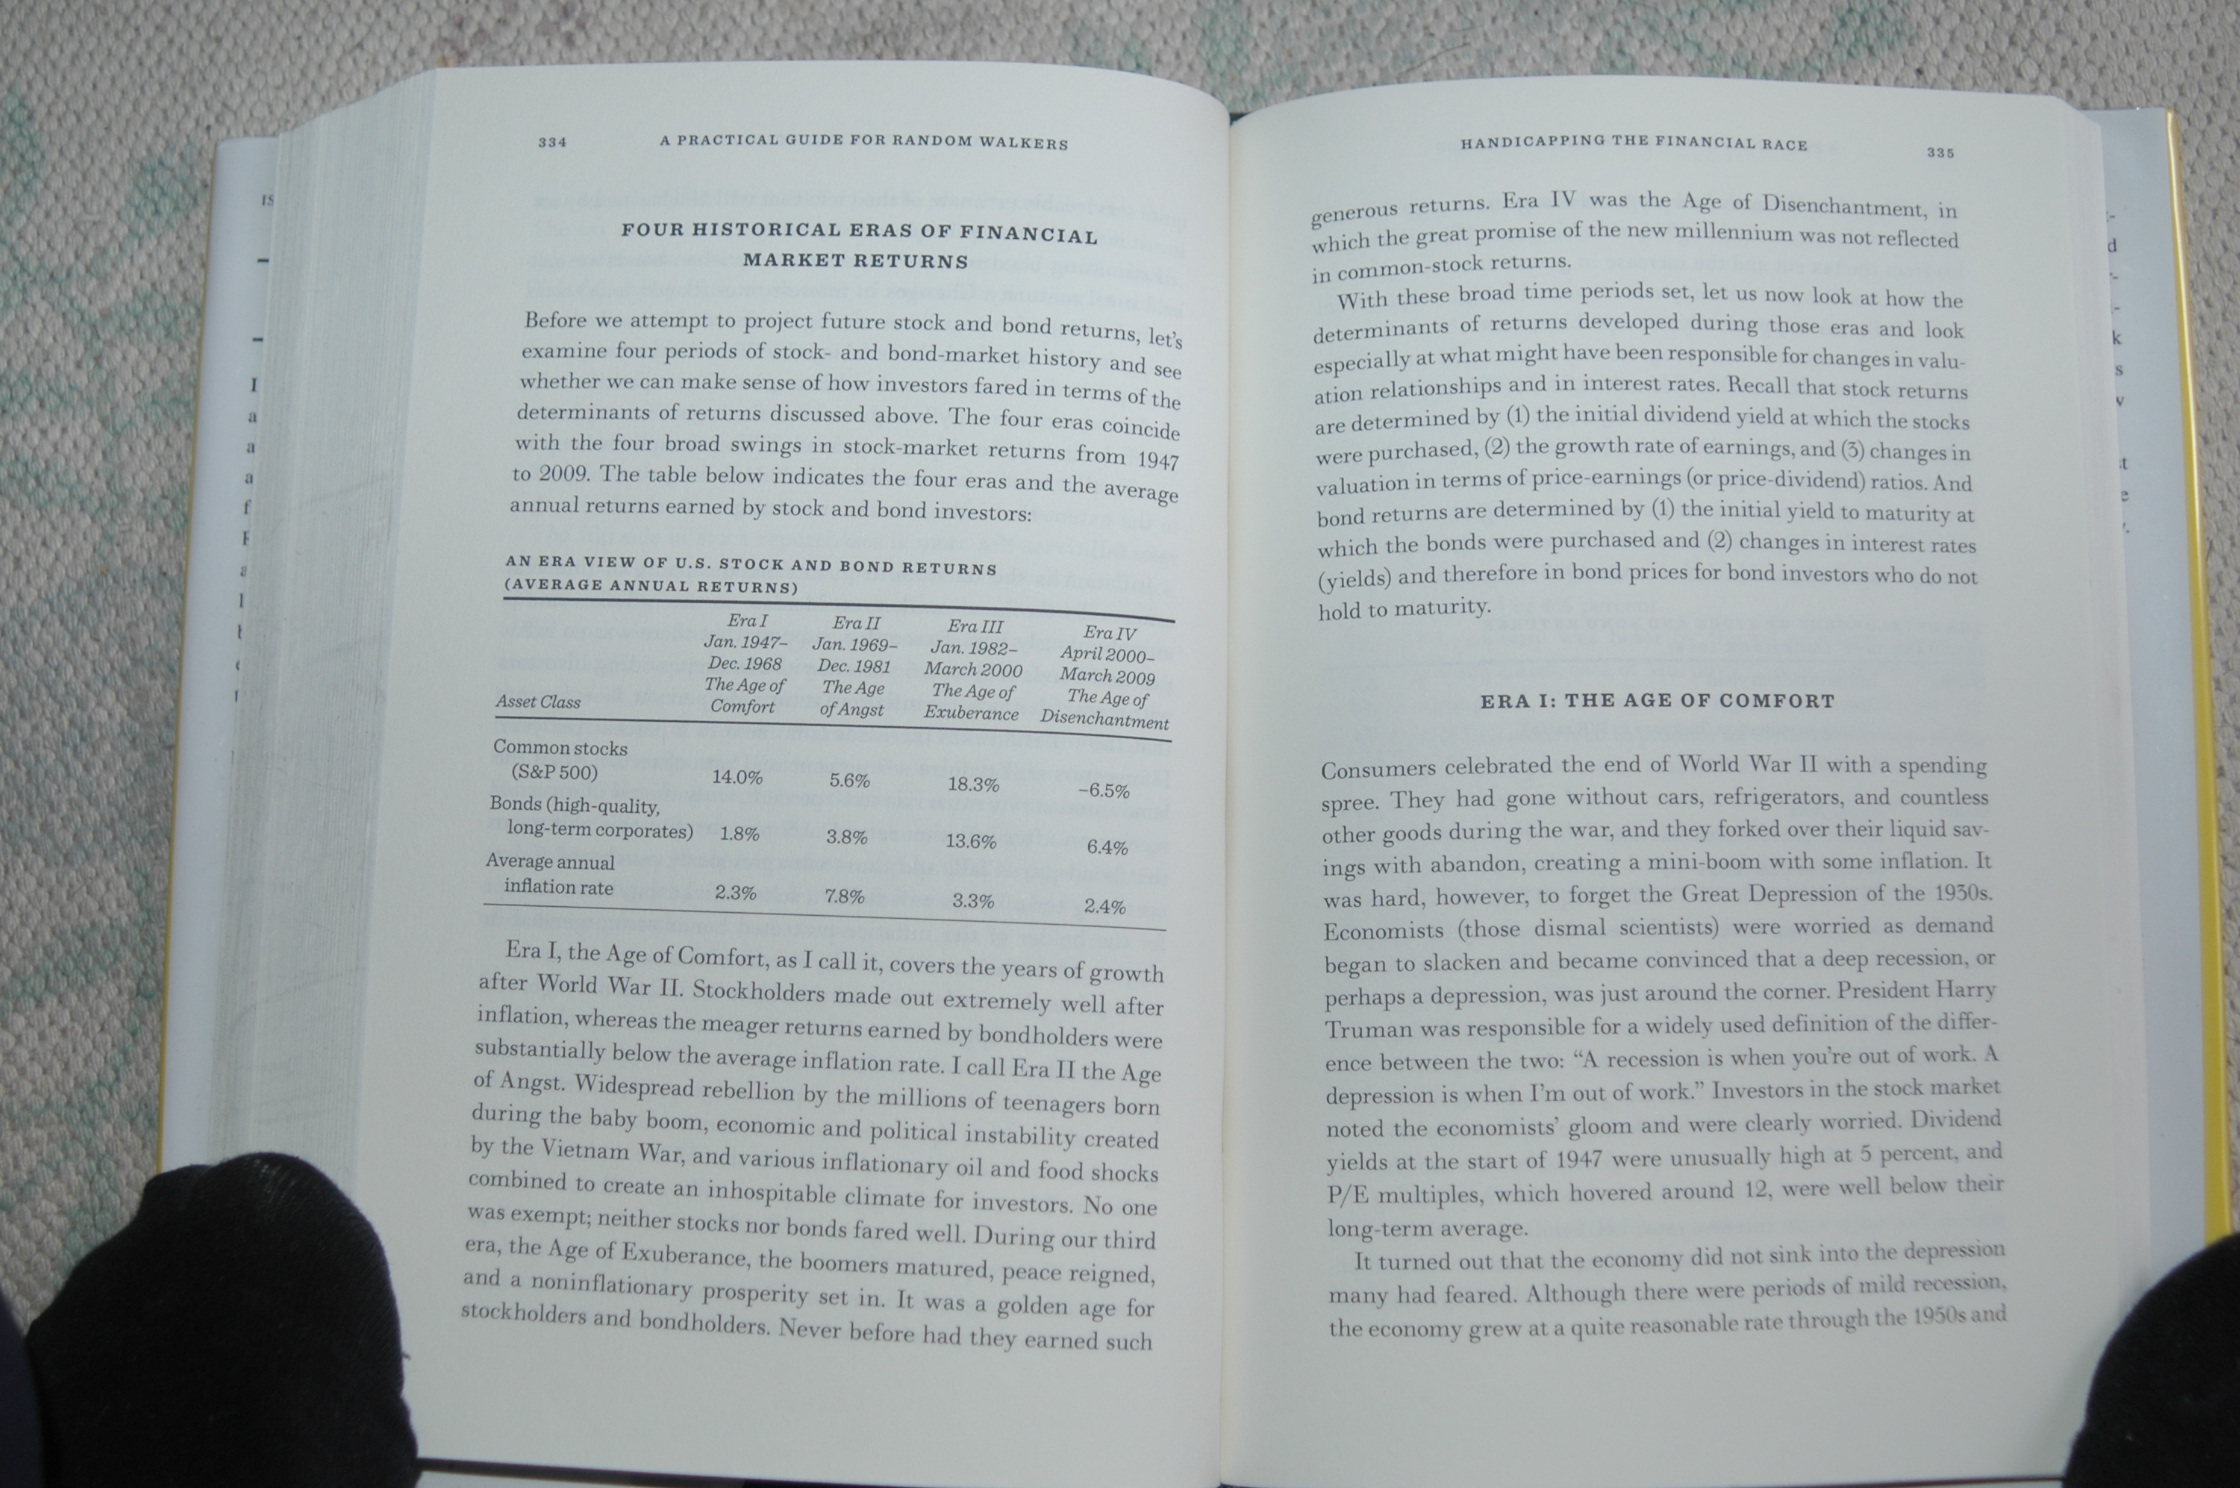 334 A PRACTICAL GUIDE FOR RANDOM WALKERS
FOUR HISTORICAL ERAS OF FINANCIAL
MARKET RETURNS
Before we attempt to project future stock and bond returns, let's
examine four periods of stock- and bond-market history and see
whether we can make sense of how investors fared in terms of the
determinants of returns discussed above. The four eras coincide
with the four broad swings in stock-market returns from 1947
to 2009. The table below indicates the four eras and the average
annual returns earned by stock and bond investors:
AN ERA VIEW OF U.S. STOCK AND BOND RETURNS
(AVERAGE ANNUAL RETURNS)
Era I Era II Era III Era IV
Jan. 1947– Jan. 1969– Jan. 1982– April 2000–
Dec. 1968 Dec. 1981 March 2000 March 2009
The Age of The Age The Age of The Age of
Asset Class Comfort of Angst Exuberance Disenchantment
Common stocks
(S&P 500) 14.0% 5.6% 18.3% –6.5%
Bonds (high-quality,
long-term corporates) 1.8% 3.8% 13.6% 6.4%
Average annual
inflation rate 2.3% 7.8% 3.3% 2.4%
Era I, the Age of Comfort, as I call it, covers the years of growth
after World War II. Stockholders made out extremely well after
inflation, whereas the meager returns earned by bondholders were
substantially below the average inflation rate. I call Era II the Age
of Angst. Widespread rebellion by the millions of teenagers born
during the baby boom, economic and political instability created
by the Vietnam War, and various inflationary oil and food shocks
combined to create an inhospitable climate for investors. No one
was exempt; neither stocks nor bonds fared well. During our third
era, the Age of Exuberance, the boomers matured, peace reigned,
and a noninflationary prosperity set in. It was a golden age for
stockholders and bondholders. Never before had they earned such
HANDICAPPING THE FINANCIAL RACE 335
generous returns. Era IV was the Age of Disenchantment, in
which the great promise of the new millennium was not reflected
in common-stock returns.
With these broad time periods set, let us now look at how the
determinants of returns developed during those eras and look
especially at what might have been responsible for changes in valu-
ation relationships and in interest rates. Recall that stock returns
are determined by (1) the initial dividend yield at which the stocks
were purchased, (2) the growth rate of earnings, and (3) changes in
valuation in terms of price-earnings (or price-dividend) ratios. And
bond returns are determined by (1) the initial yield to maturity at
which the bonds were purchased and (2) changes in interest rates
(yields) and therefore in bond prices for bond investors who do not
hold to maturity.
ERA I: THE AGE OF COMFORT
Consumers celebrated the end of World War II with a spending
spree. They had gone without cars, refrigerators, and countless
other goods during the war, and they forked over their liquid sav-
ings with abandon, creating a mini-boom with some inflation. It
was hard, however, to forget the Great Depression of the 1930s.
Economists (those dismal scientists) were worried as demand
began to slacken and became convinced that a deep recession, or
perhaps a depression, was just around the corner. President Harry
Truman was responsible for a widely used definition of the differ-
ence between the two: “A recession is when you're out of work. A
depression is when I'm out of work.” Investors in the stock market
noted the economists' gloom and were clearly worried. Dividend
yields at the start of 1947 were unusually high at 5 percent, and
P/E multiples, which hovered around 12, were well below their
long-term average.
It turned out that the economy did not sink into the depression
many had feared. Although there were periods of mild recession,
the economy grew at a quite reasonable rate through the 1950s and